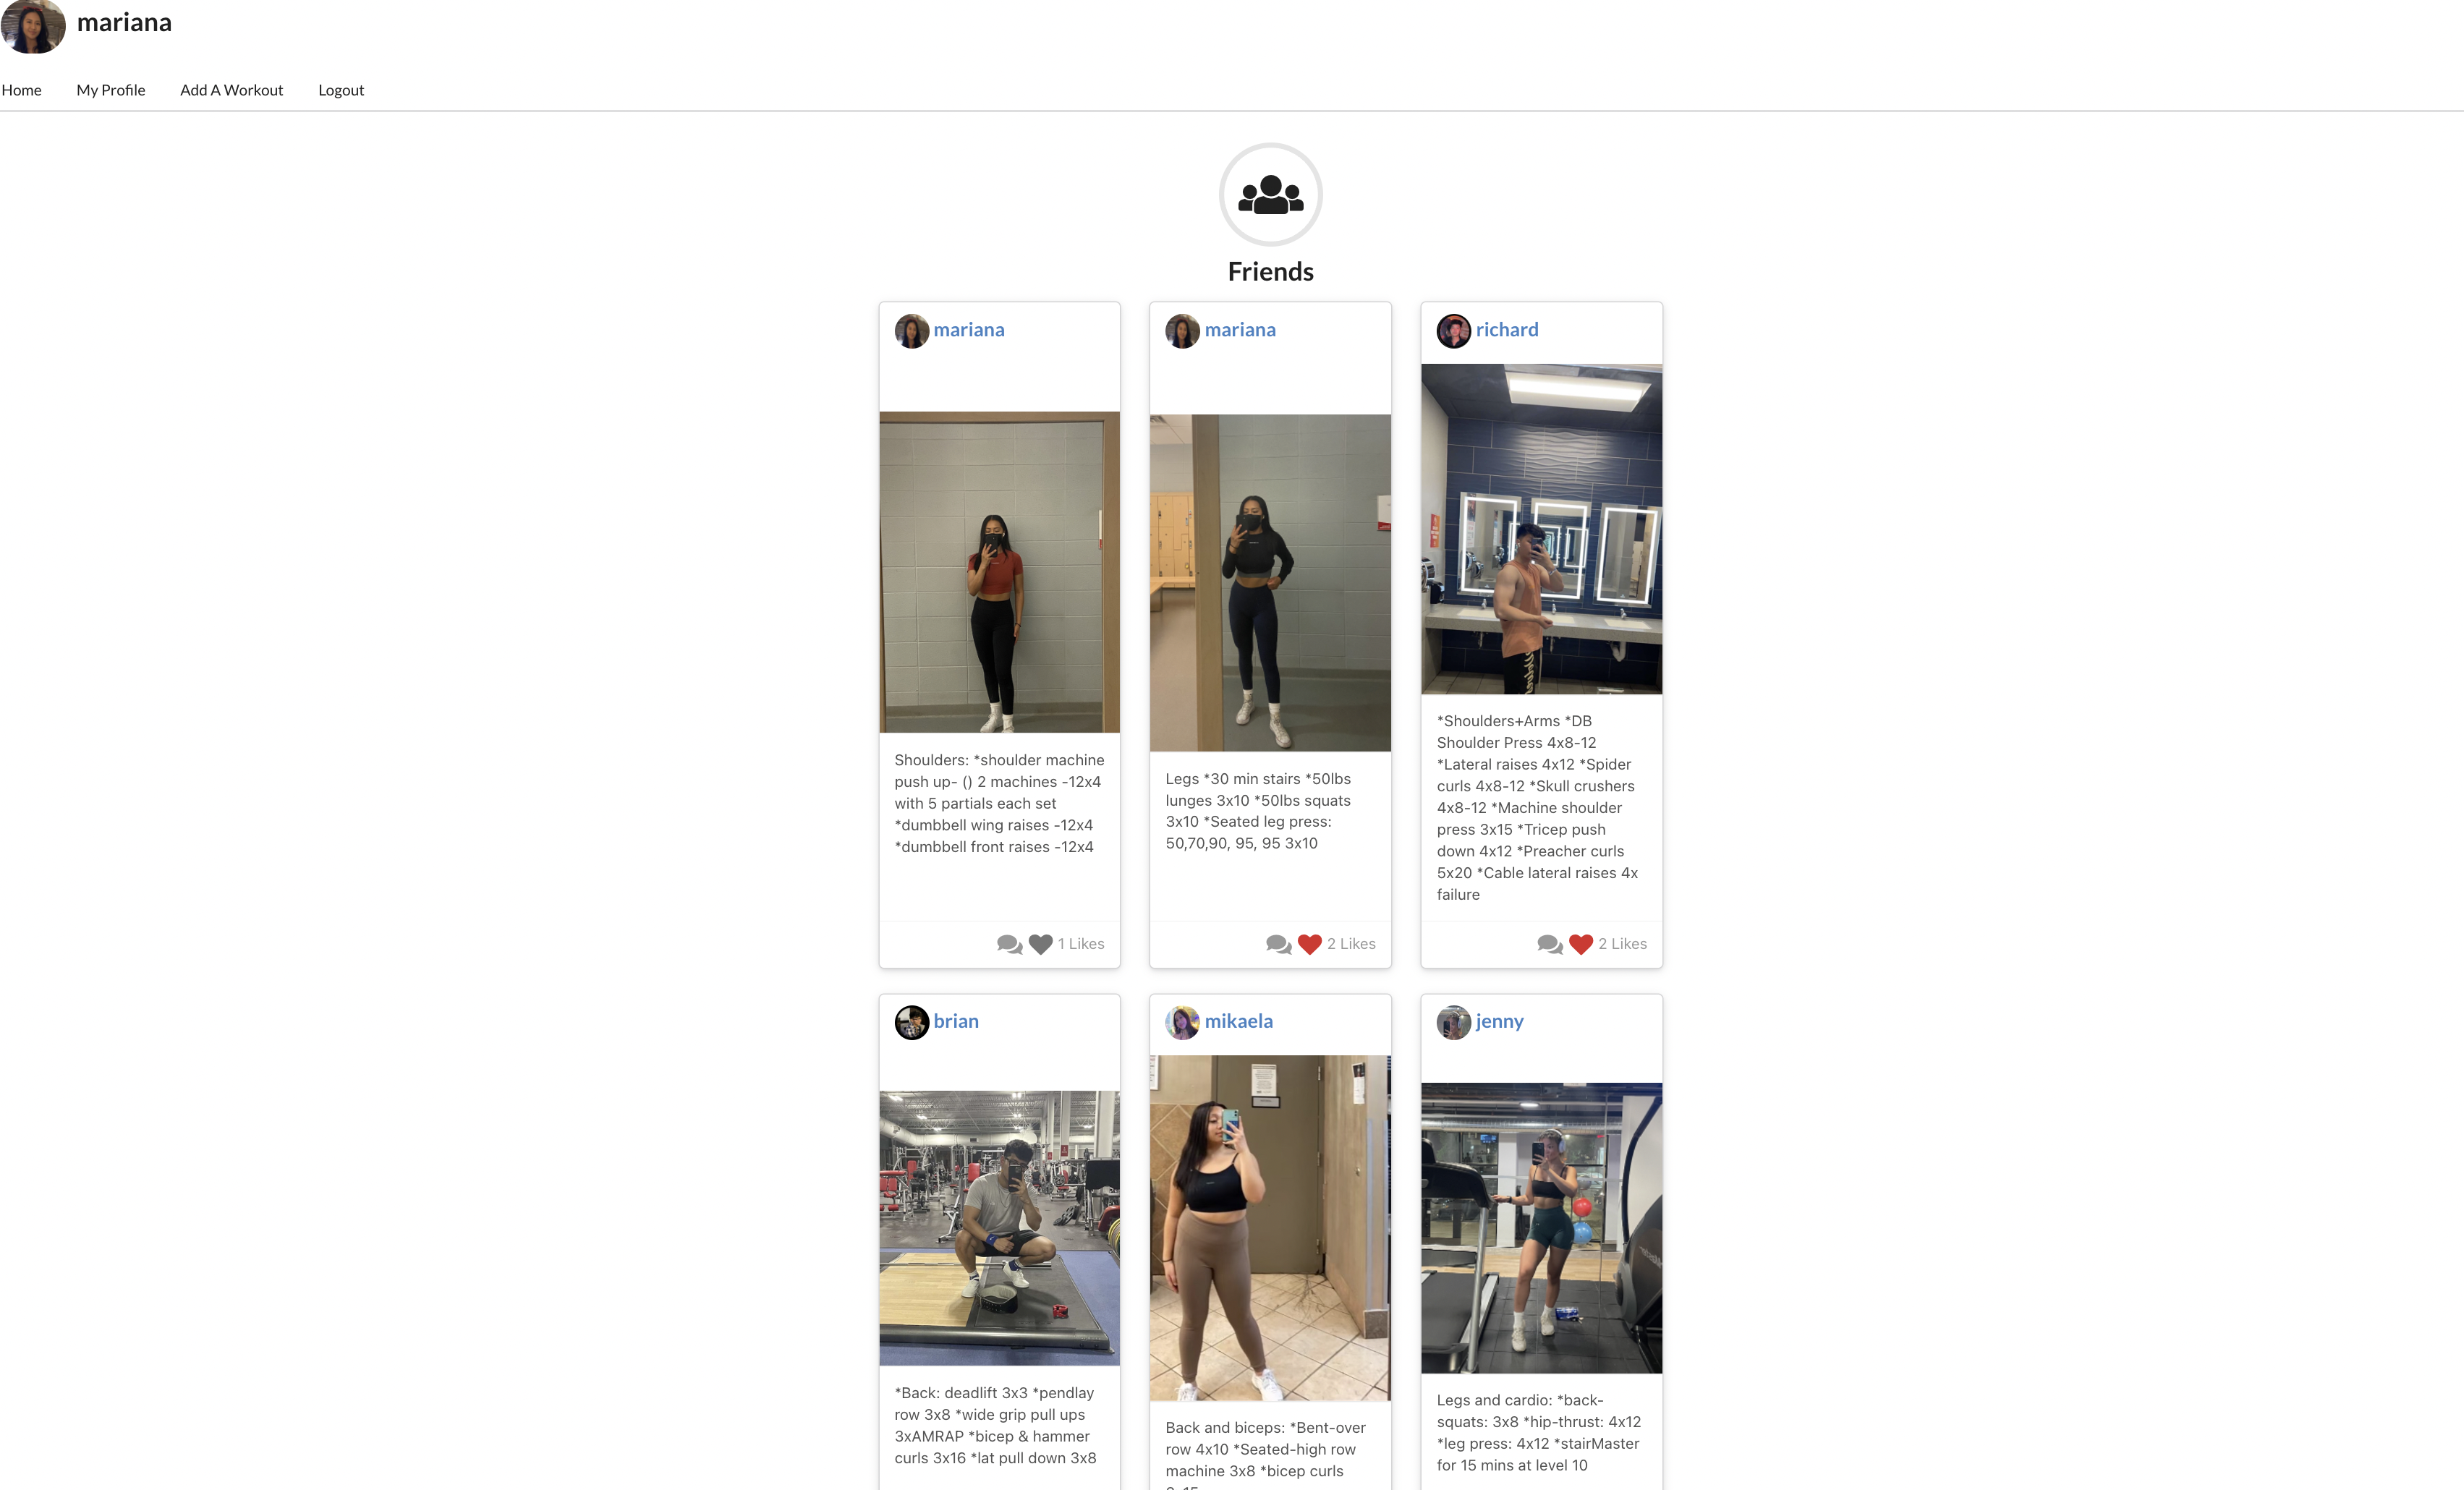 mariana
Home
My Profile
Add A Workout
Logout
Friends
mariana
Shoulders: *shoulder machine
push up- () 2 machines -12x4
with 5 partials each set
*dumbbell wing raises -12x4
*dumbbell front raises -12x4
1 Likes
mariana
Legs *30 min stairs *50lbs
lunges 3x10 *50lbs squats
3x10 *Seated leg press:
50,70,90, 95, 95 3x10
2 Likes
richard
*Shoulders+Arms *DB
Shoulder Press 4x8-12
*Lateral raises 4x12 *Spider
curls 4x8-12 *Skull crushers
4x8-12 *Machine shoulder
press 3x15 *Tricep push
down 4x12 *Preacher curls
5x20 *Cable lateral raises 4x
failure
2 Likes
brian
*Back: deadlift 3x3 *pendlay
row 3x8 *wide grip pull ups
3xAMRAP *bicep & hammer
curls 3x16 *lat pull down 3x8
mikaela
Back and biceps: *Bent-over
row 4x10 *Seated-high row
machine 3x8 *bicep curls
jenny
Legs and cardio: *back-
squats: 3x8 *hip-thrust: 4x12
*leg press: 4x12 *stairMaster
for 15 mins at level 10